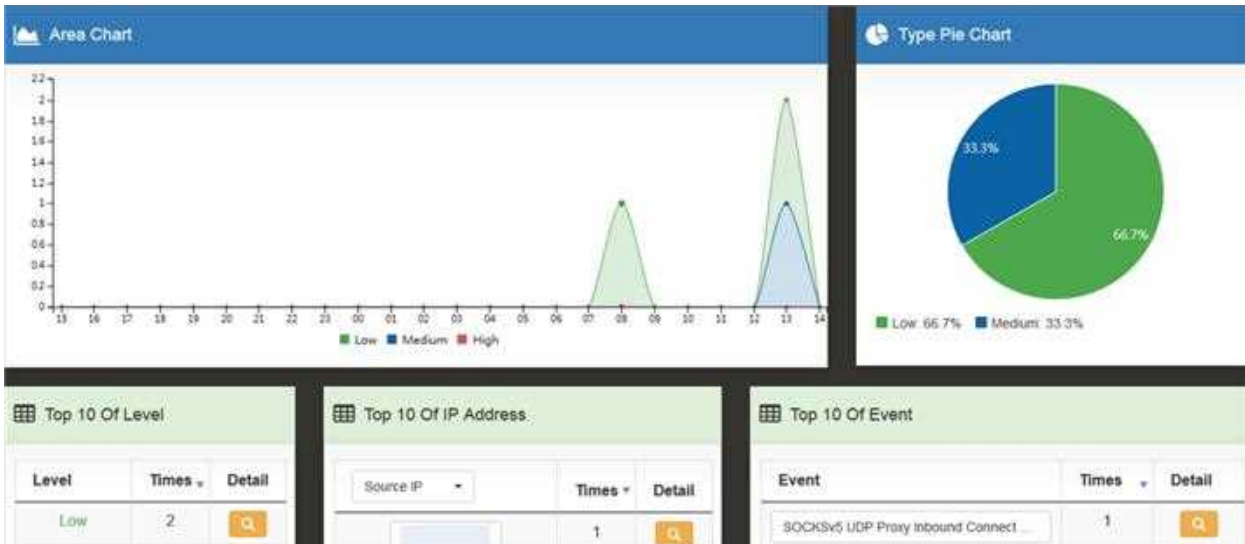 Area Chart
2.2
2
1.8
1.6
1.4
1.2
1
0.8
0.6
0.4
0.2
0
15 16 17 18 19 20 21 22 23 00 01 02 03 04 05 06 07 08 09 10 11 12 13 14
Low Medium High
Type Pie Chart
33.3%
66.7%
Low: 66.7% Medium: 33.3%
Top 10 Of Level
Level Times Detail
Low 2
Top 10 Of IP Address
Source IP Times Detail
1
Top 10 Of Event
Event Times Detail
SOCKSv5 UDP Proxy Inbound Connect ... 1